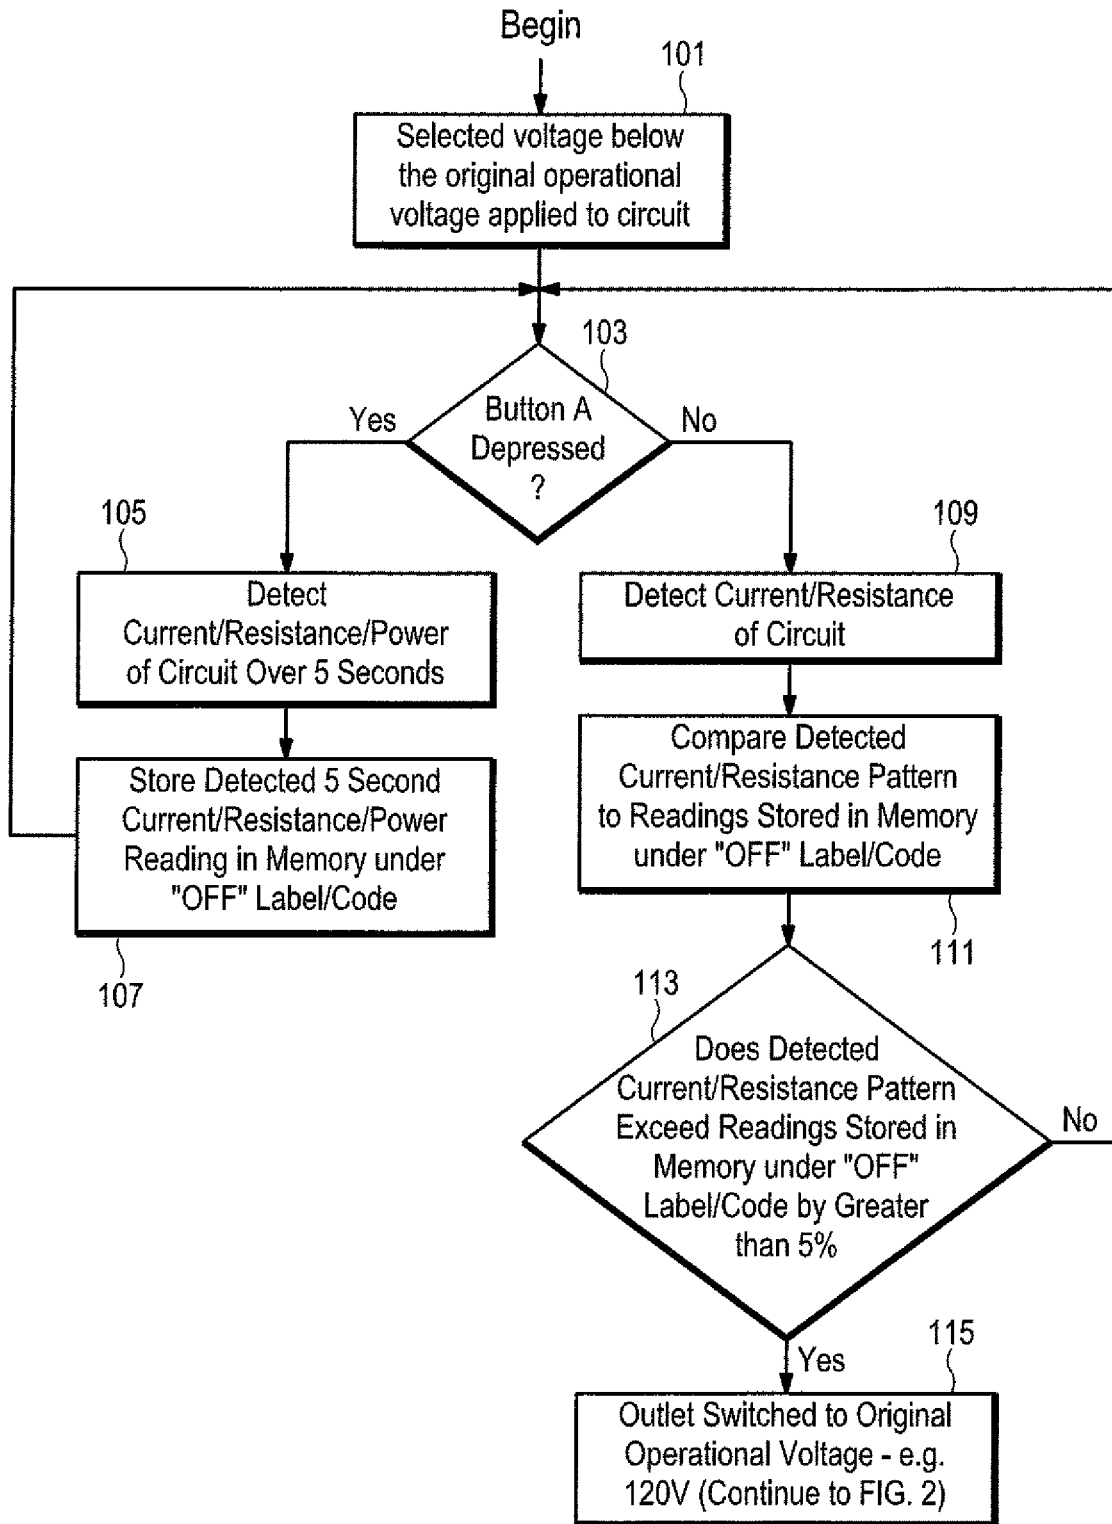 Begin
101
Selected voltage below
the original operational
voltage applied to circuit
103
Button A
Depressed
?
Yes
No
105
Detect
Current/Resistance/Power
of Circuit Over 5 Seconds
109
Detect Current/Resistance
of Circuit
Store Detected 5 Second
Current/Resistance/Power
Reading in Memory under
"OFF" Label/Code
107
Compare Detected
Current/Resistance Pattern
to Readings Stored in Memory
under "OFF" Label/Code
111
113
Does Detected
Current/Resistance Pattern
Exceed Readings Stored in
Memory under "OFF"
Label/Code by Greater
than 5%
No
Yes
115
Outlet Switched to Original
Operational Voltage - e.g.
120V (Continue to FIG. 2)